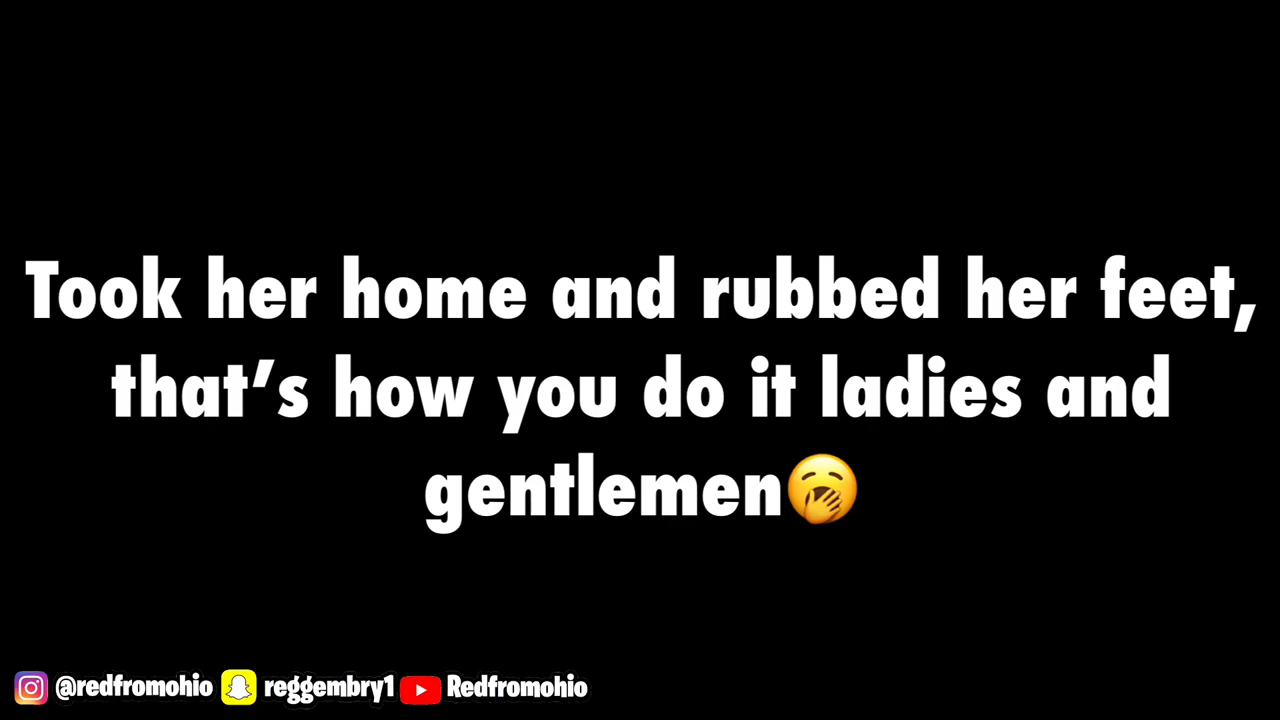 Took her home and rubbed her feet,
that’s how you do it ladies and
gentlemen🥱
@redfromohio reggembry1 Redfromohio